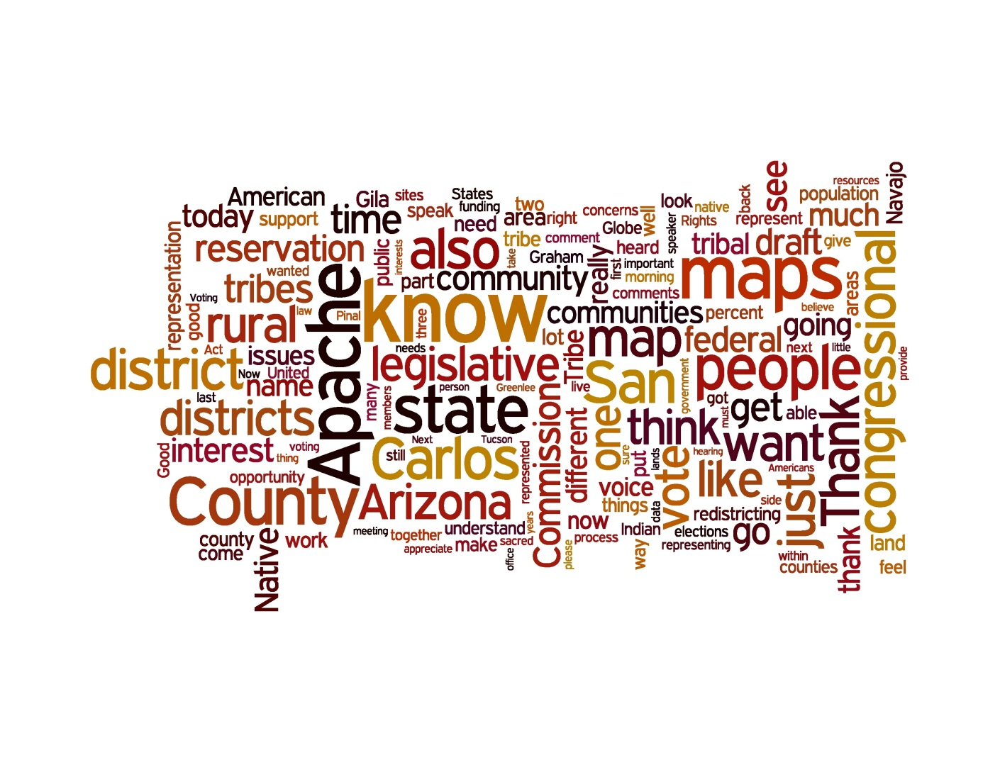 American
Gila
sites
States
funding
two
look
native
back
see
resources
population
Navajo
today
support
time
speak
need
area
right
concerns
well
speaker
Rights
represent
much
representation
reservation
public
interests
also
take
tribe
comment
Globe
really
first
heard
tribal
draft
give
congressional
wanted
Graham
important
morning
maps
areas
tribes
Voting
Apache
part
community
comments
good
rural
law
Pinal
know
three
communities
percent
believe
lot
Tribe
map
federal
going
Act
issues
needs
next
little
provide
district
Now
United
name
legislative
San
government
people
last
many
members
person
Greenlee
live
got
districts
state
Commission
different
one
think
must
get
able
Thank
Good
interest
voting
thing
Carlos
still
Next
Tucson
represented
sure
put
lands
vote
hearing
want
opportunity
like
Americans
just
County
Arizona
voice
things
data
side
redistricting
county
come
Native
work
meeting
together
understand
years
now
Indian
elections
go
appreciate
make
sacred
office
please
process
way
representing
within
counties
thank
land
feel